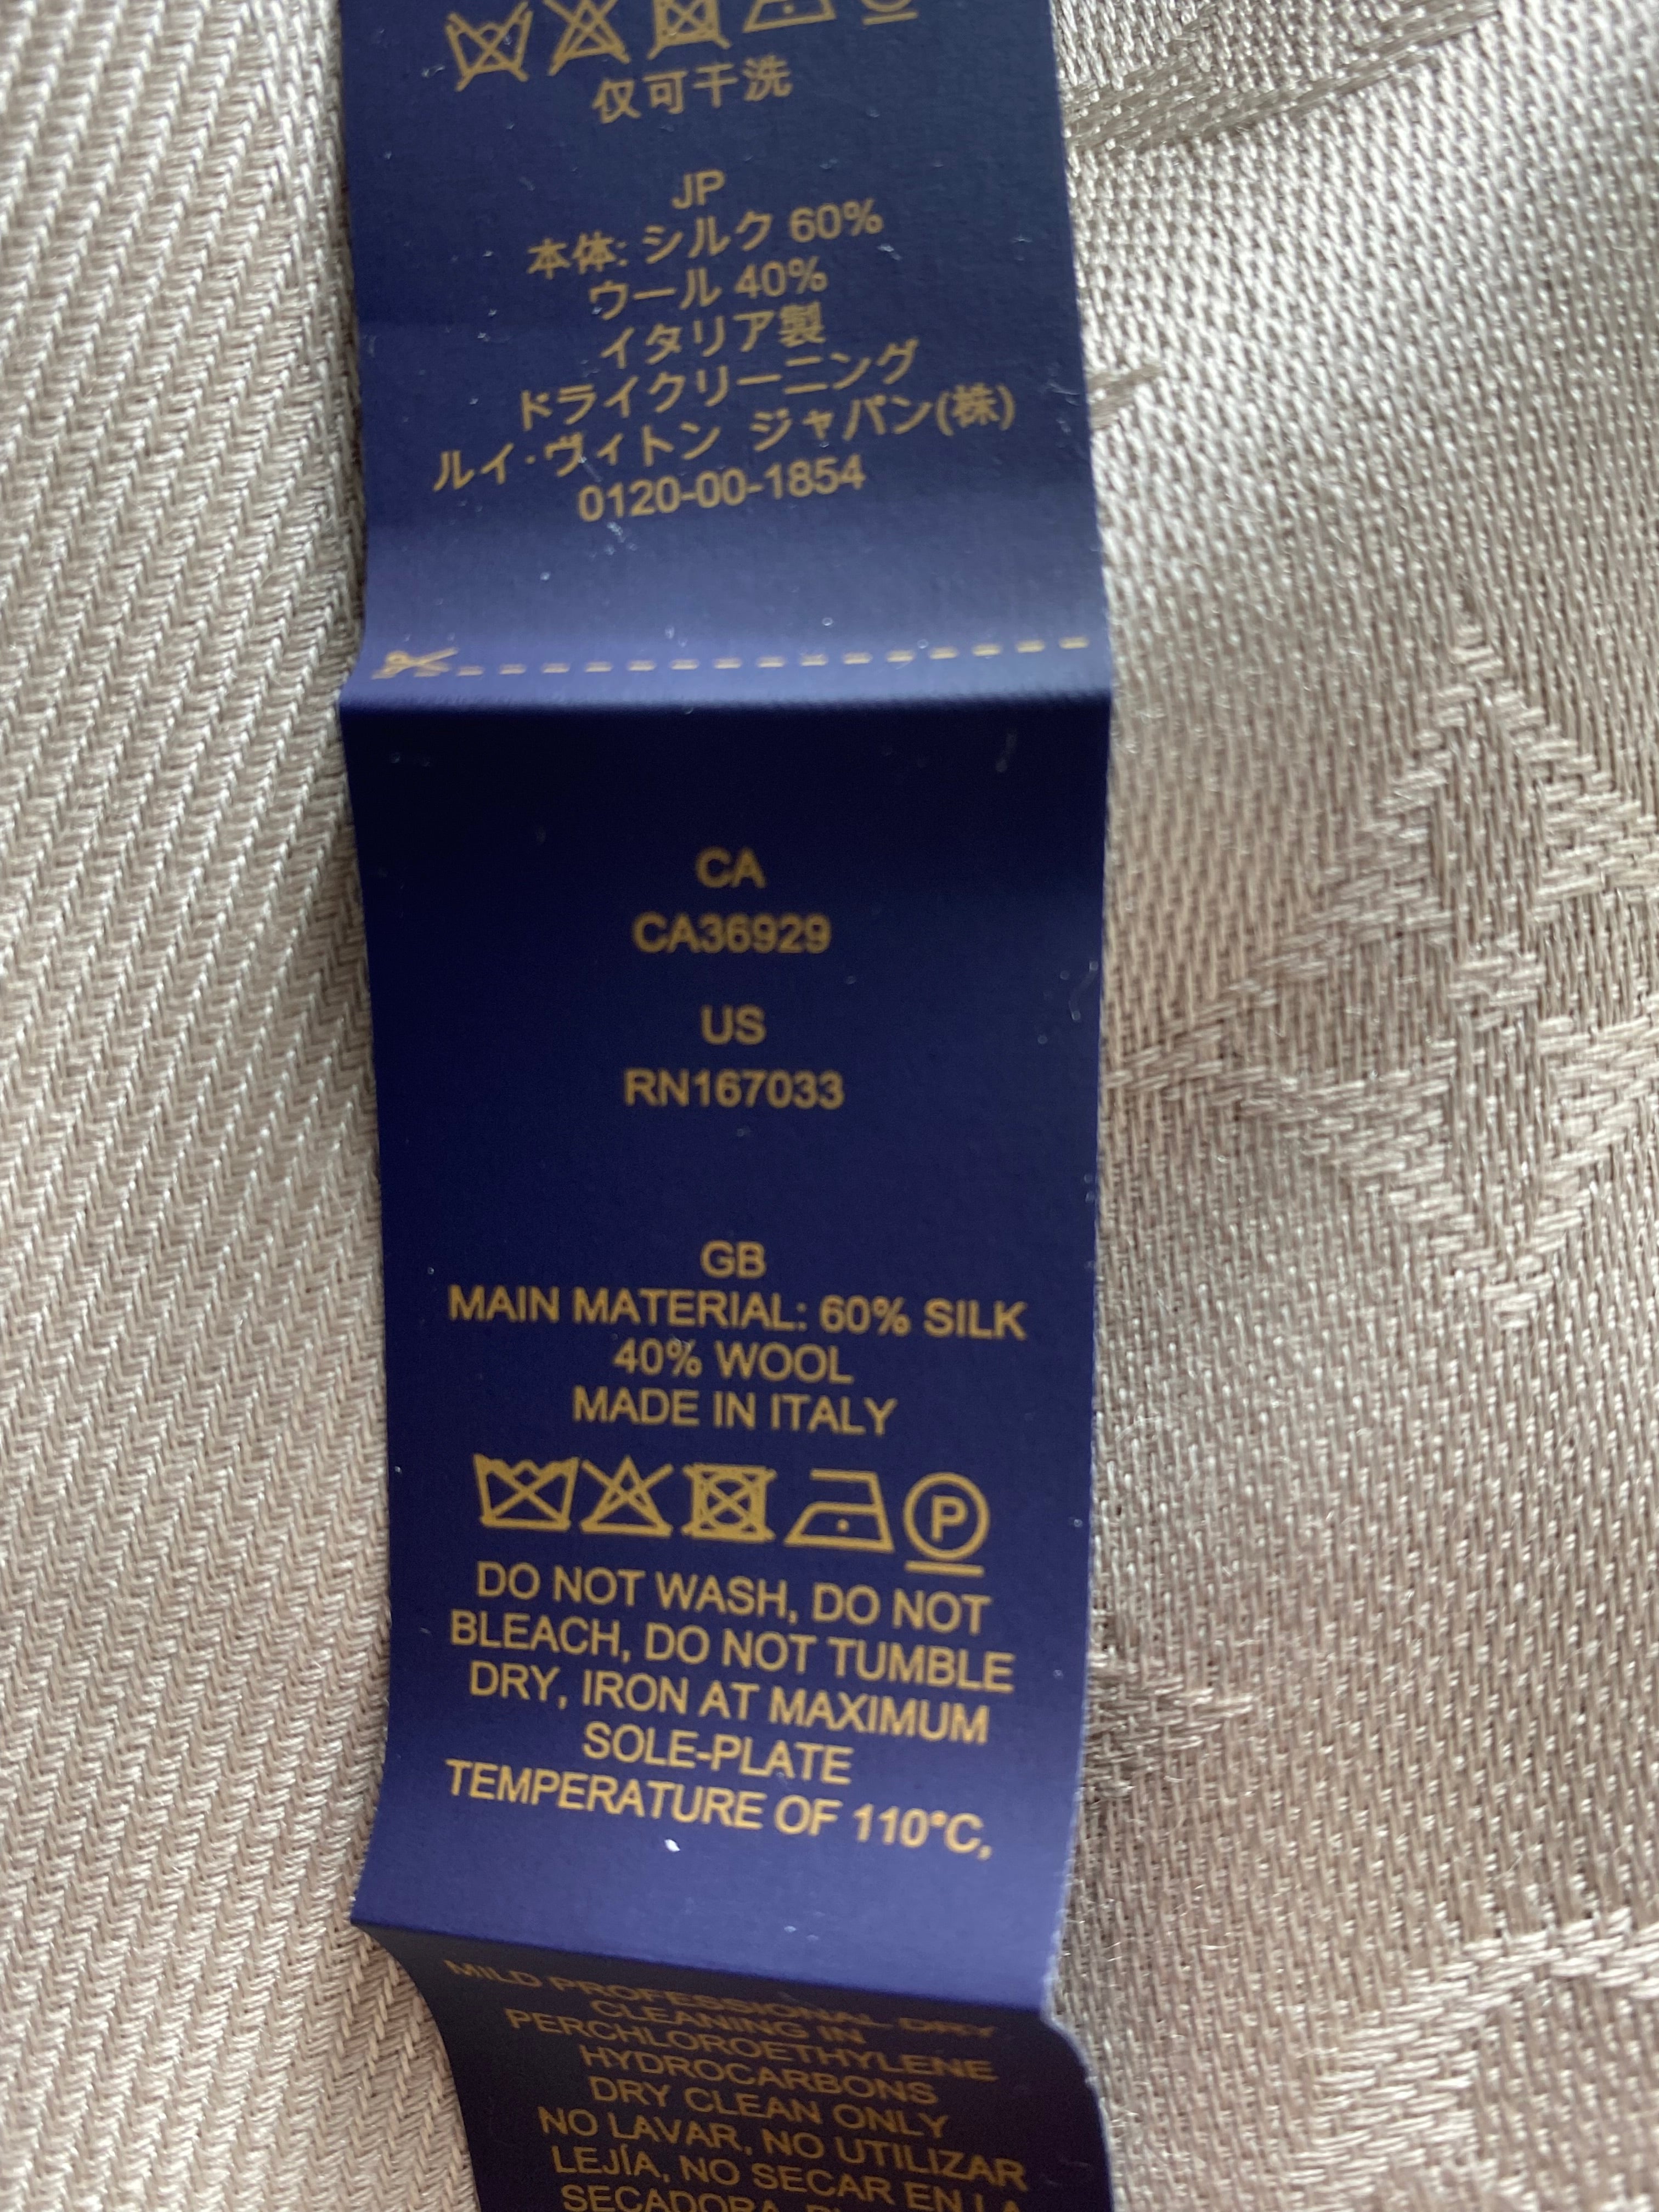 仅可干洗
JP
本体: シルク 60%
ウール 40%
イタリア製
ドライクリーニング
ルイ・ヴィトン ジャパン(株)
0120-00-1854
CA
CA36929
US
RN167033
GB
MAIN MATERIAL: 60% SILK
40% WOOL
MADE IN ITALY
P
DO NOT WASH, DO NOT
BLEACH, DO NOT TUMBLE
DRY, IRON AT MAXIMUM
SOLE-PLATE
TEMPERATURE OF 110°C,
MILD PROFESSIONAL DRY
CLEANING IN
PERCHLOROETHYLENE
HYDROCARBONS
DRY CLEAN ONLY
NO LAVAR, NO UTILIZAR
LEJÍA, NO SECAR EN LA
SECADORA,